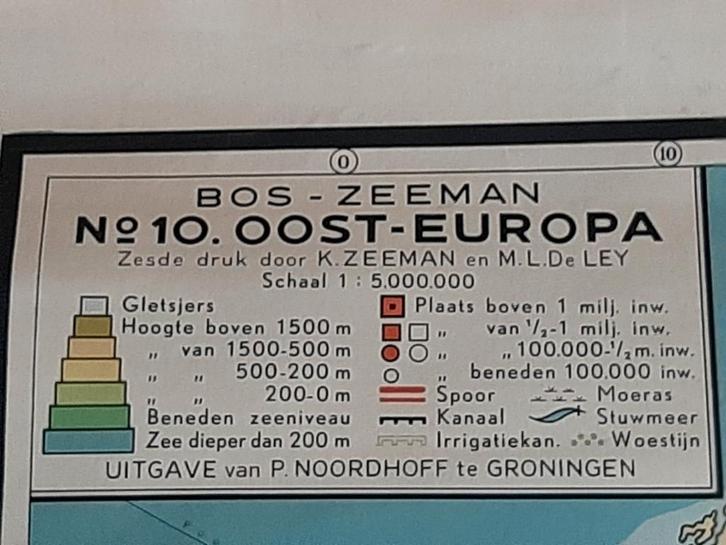 0 10
BOS - ZEEMAN
Nº 10. OOST-EUROPA
Zesde druk door K. ZEEMAN en M.L.De LEY
Schaal 1 : 5.000.000
Gletsjers
Hoogte boven 1500 m
„ van 1500-500 m
„ „ 500-200 m
„ „ 200-0 m
Beneden zeeniveau
Zee dieper dan 200 m
Plaats boven 1 milj. inw.
„ van ½-1 milj. inw.
„ „ 100.000-½ m. inw.
„ beneden 100.000 inw.
Spoor Moeras
Kanaal Stuwmeer
Irrigatiekan. Woestijn
UITGAVE van P. NOORDHOFF te GRONINGEN